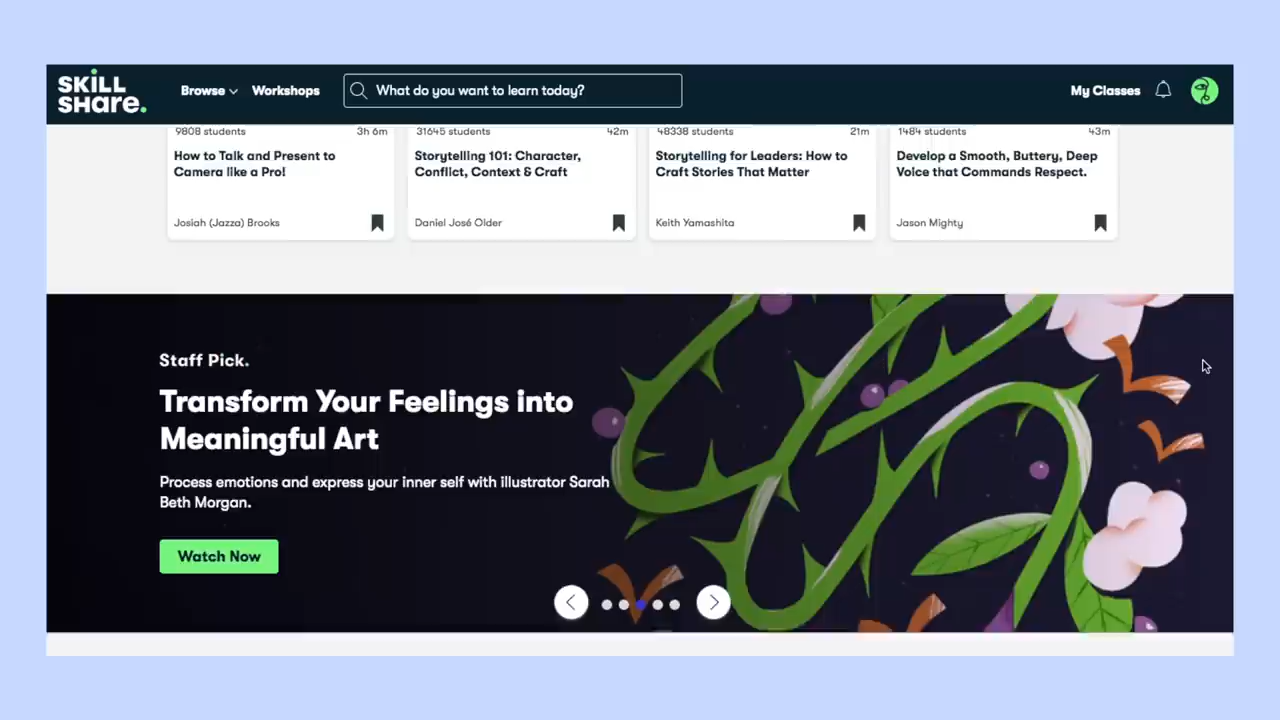 SKILL
SHARE.
Browse
Workshops
What do you want to learn today?
My Classes
9808 students
3h 6m
How to Talk and Present to
Camera like a Pro!
Josiah (Jazza) Brooks
31645 students
42m
Storytelling 101: Character,
Conflict, Context & Craft
Daniel José Older
48338 students
21m
Storytelling for Leaders: How to
Craft Stories That Matter
Keith Yamashita
1484 students
43m
Develop a Smooth, Buttery, Deep
Voice that Commands Respect.
Jason Mighty
Staff Pick.
Transform Your Feelings into
Meaningful Art
Process emotions and express your inner self with illustrator Sarah
Beth Morgan.
Watch Now